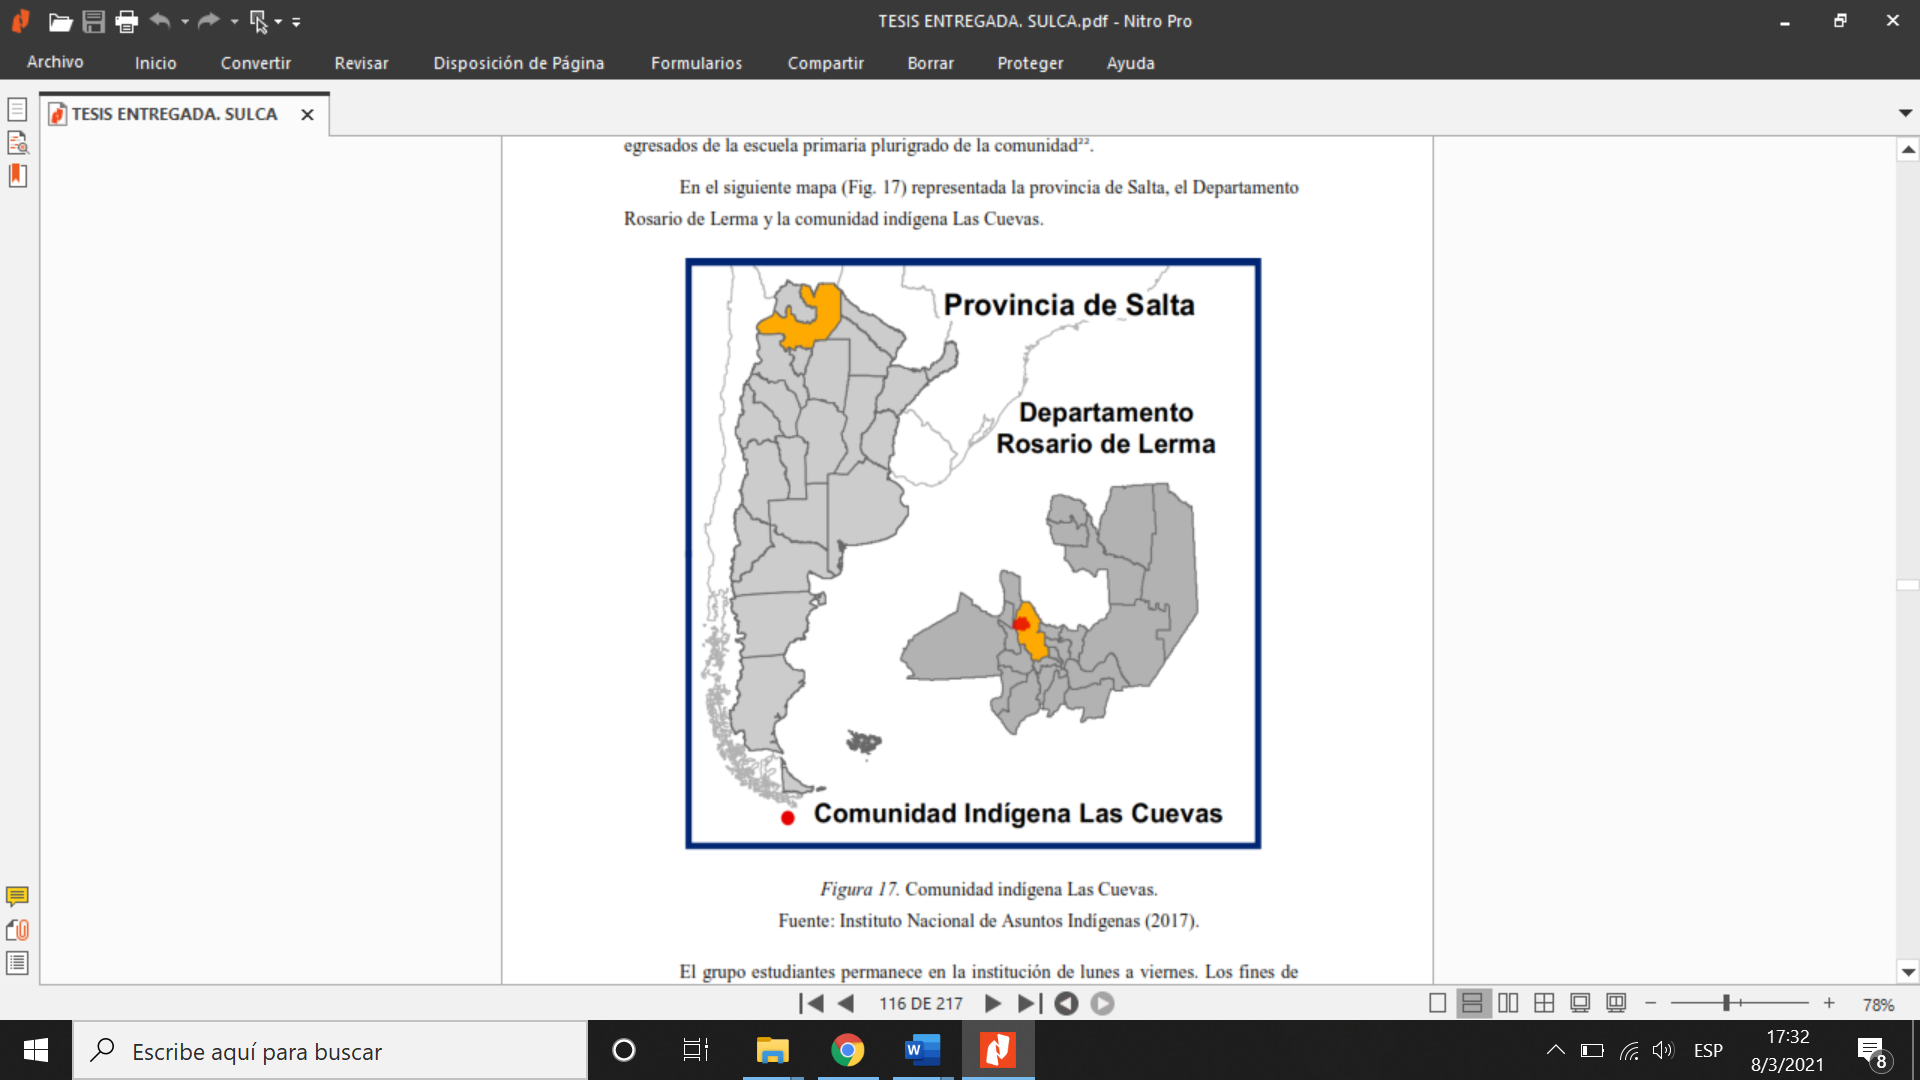 TESIS ENTREGADA. SULCA.pdf - Nitro Pro
Archivo Inicio Convertir Revisar Disposición de Página Formularios Compartir Borrar Proteger Ayuda
TESIS ENTREGADA. SULCA
egresados de la escuela primaria plurigrado de la comunidad²².
En el siguiente mapa (Fig. 17) representada la provincia de Salta, el Departamento
Rosario de Lerma y la comunidad indígena Las Cuevas.
Provincia de Salta
Departamento
Rosario de Lerma
Comunidad Indígena Las Cuevas
Figura 17. Comunidad indígena Las Cuevas.
Fuente: Instituto Nacional de Asuntos Indígenas (2017).
El grupo estudiantes permanece en la institución de lunes a viernes. Los fines de
116 DE 217
78%
Escribe aquí para buscar
W
ESP
17:32
8/3/2021
8